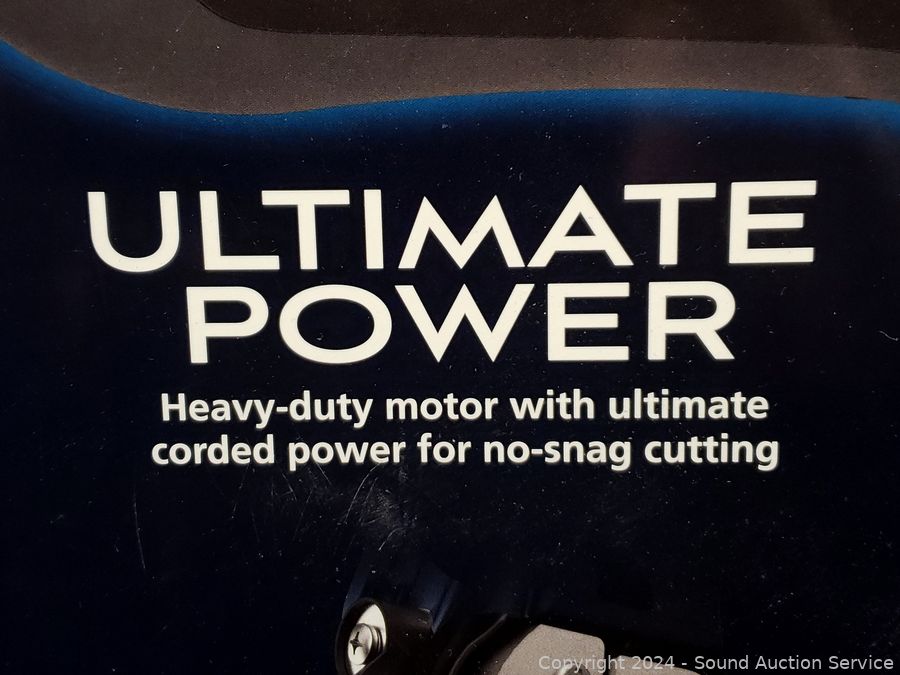 ULTIMATE
POWER
Heavy-duty motor with ultimate
corded power for no-snag cutting
Copyright 2024 - Sound Auction Service